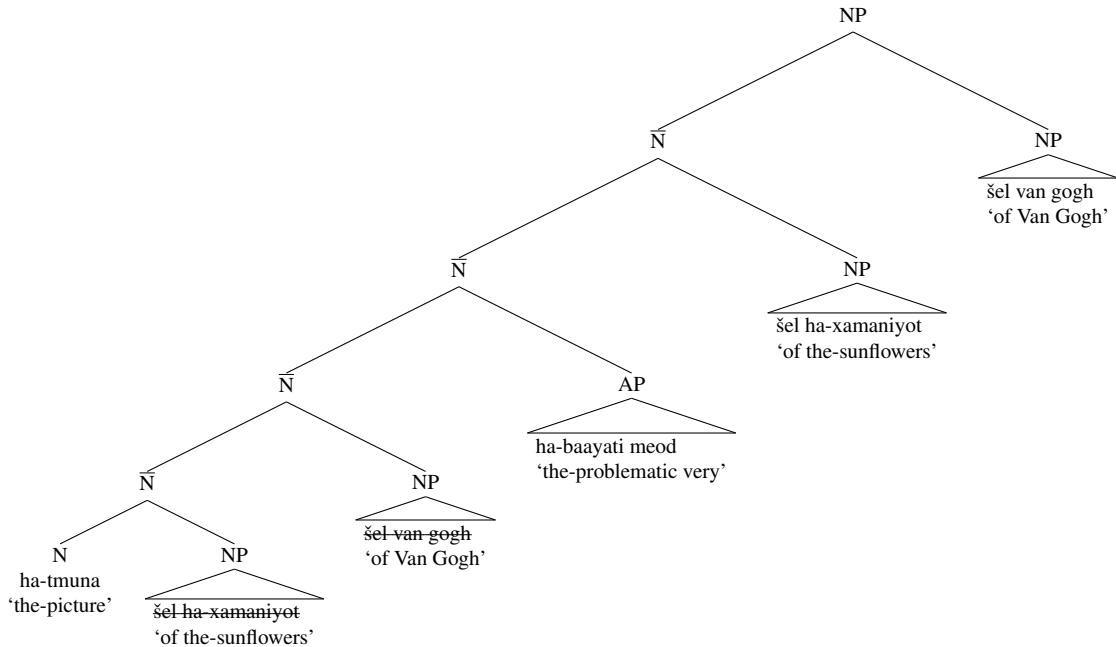 NP
N̅
NP
šel van gogh
‘of Van Gogh’
N̅
NP
šel ha-xamaniyot
‘of the-sunflowers’
N̅
AP
ha-baayati meod
‘the-problematic very’
N̅
NP
šel van gogh
‘of Van Gogh’
N
NP
ha-tmuna
‘the-picture’
šel ha-xamaniyot
‘of the-sunflowers’